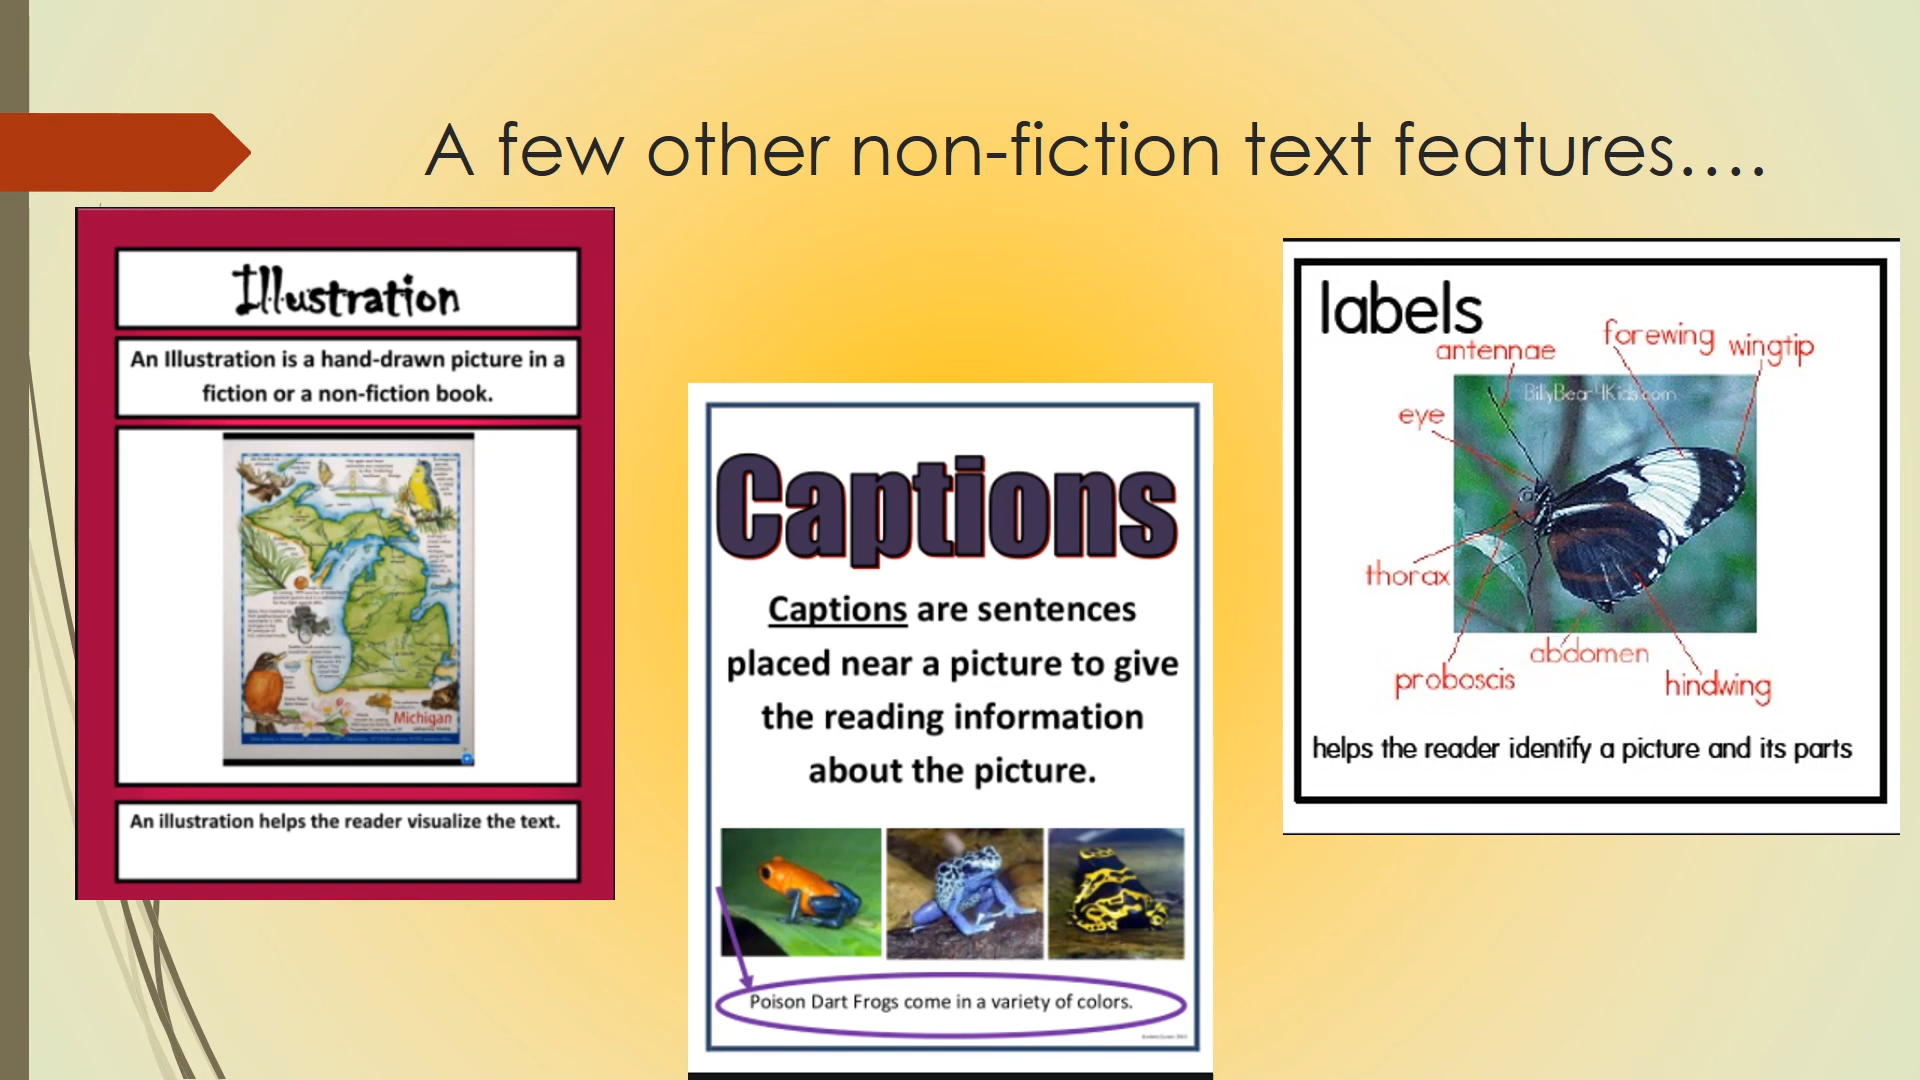 A few other non-fiction text features....
Illustration
An Illustration is a hand-drawn picture in a
fiction or a non-fiction book.
Michigan
An illustration helps the reader visualize the text.
Captions
Captions are sentences
placed near a picture to give
the reading information
about the picture.
Poison Dart Frogs come in a variety of colors.
labels
antennae
forewing
wingtip
BillyBear4Kids.com
eye
thorax
proboscis
abdomen
hindwing
helps the reader identify a picture and its parts